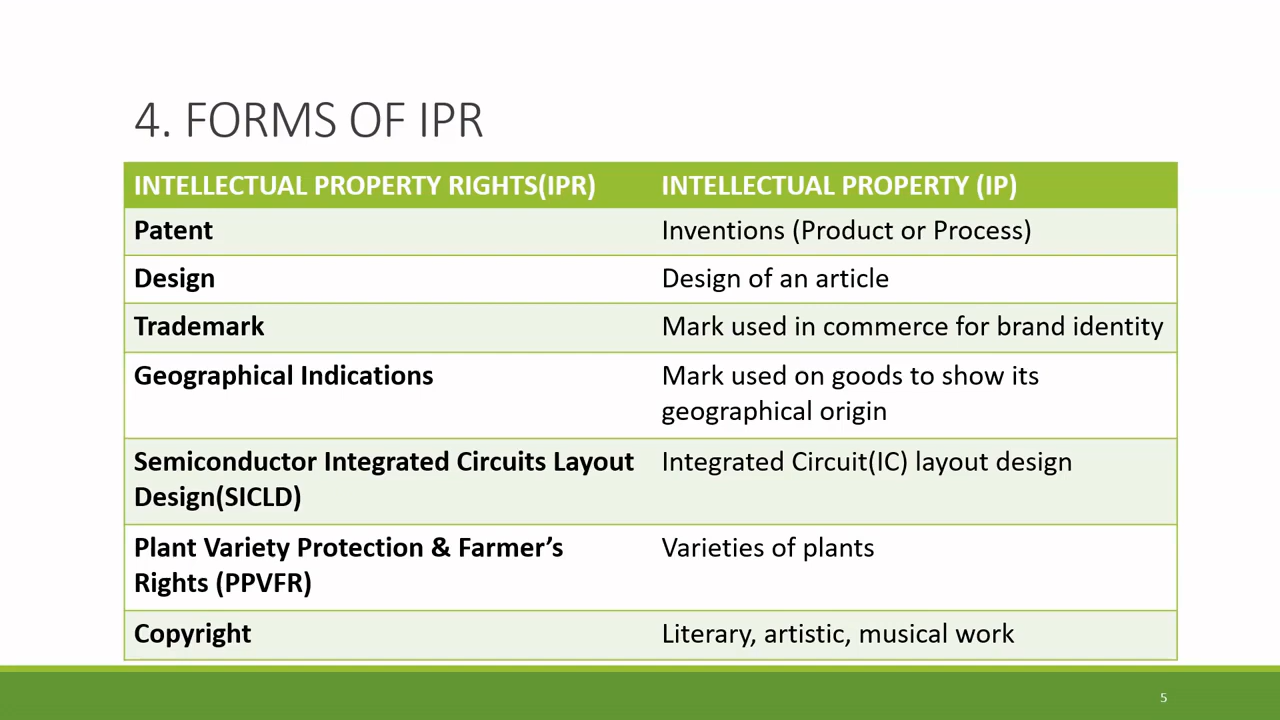 4. FORMS OF IPR
INTELLECTUAL PROPERTY RIGHTS(IPR) INTELLECTUAL PROPERTY (IP)
Patent Inventions (Product or Process)
Design Design of an article
Trademark Mark used in commerce for brand identity
Geographical Indications Mark used on goods to show its
geographical origin
Semiconductor Integrated Circuits Layout Integrated Circuit(IC) layout design
Design(SICLD)
Plant Variety Protection & Farmer’s Varieties of plants
Rights (PPVFR)
Copyright Literary, artistic, musical work
5